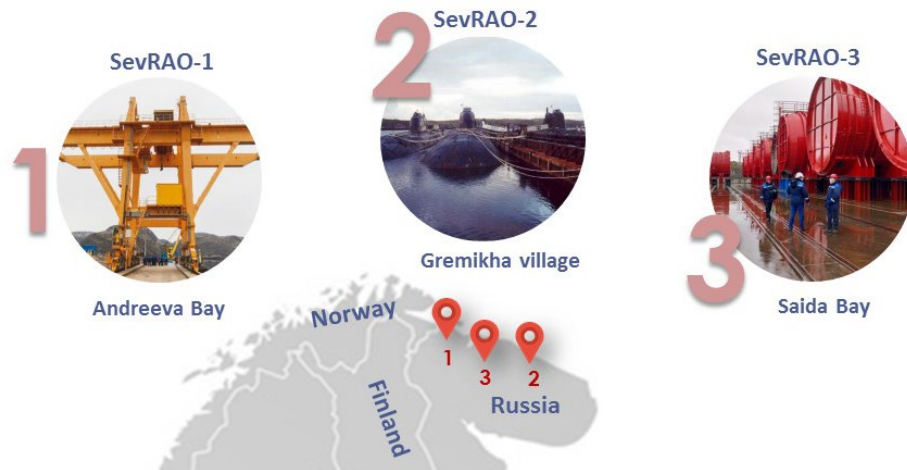 SevRAO-1
1
Andreeva Bay
SevRAO-2
2
Gremikha village
SevRAO-3
3
Saida Bay
Norway
Finland
Russia
1
3
2